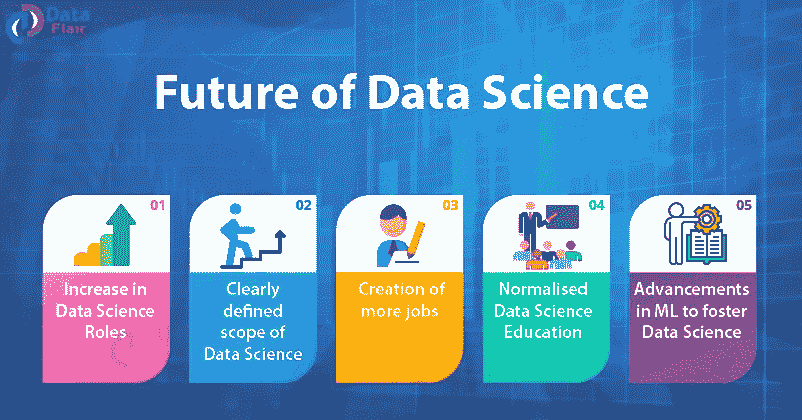 Data
Flair
Future of Data Science
01
Increase in
Data Science
Roles
02
Clearly
defined
scope of
Data Science
03
Creation of
more jobs
04
Normalised
Data Science
Education
05
Advancements
in ML to foster
Data Science